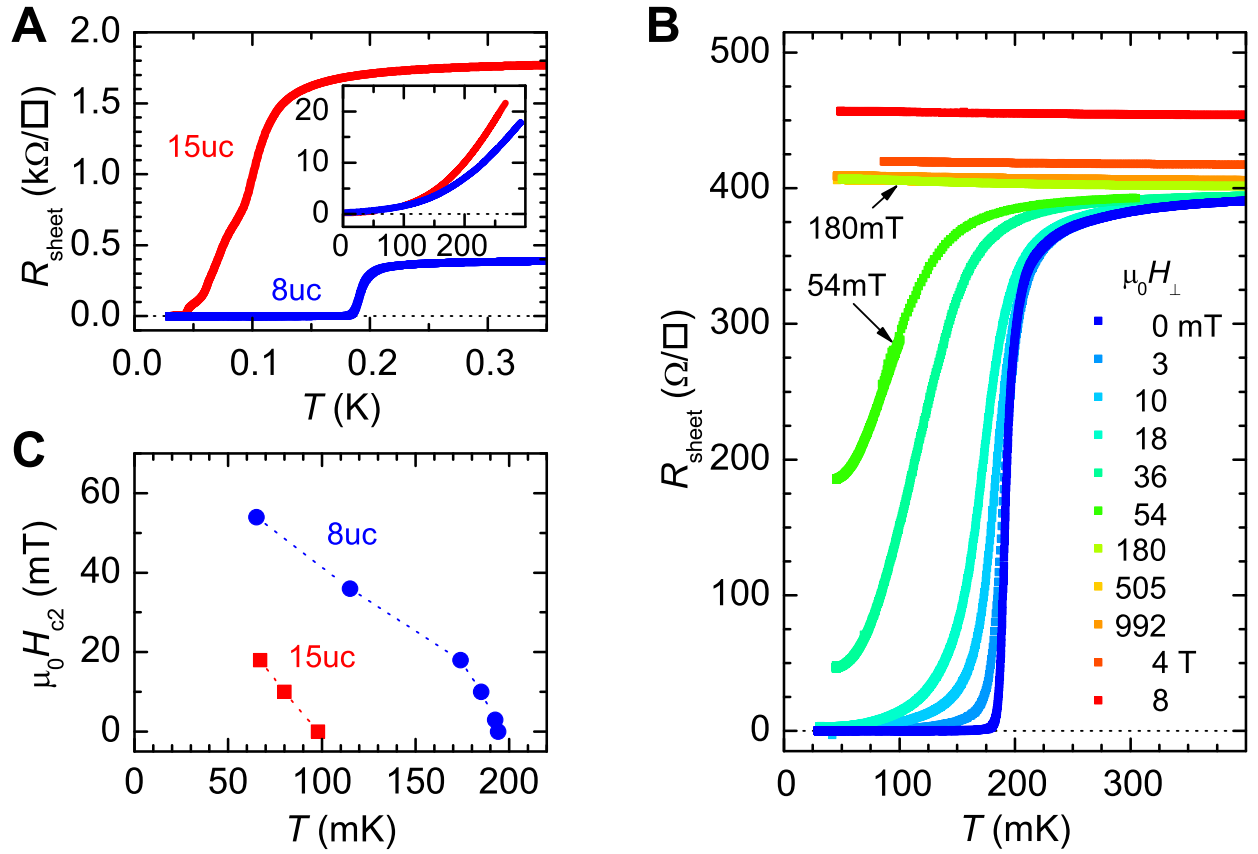 A
2.0
1.5
1.0
0.5
0.0
R_sheet (kΩ/□)
15uc
8uc
20
10
0
0 100 200
0.0 0.1 0.2 0.3
T (K)
B
500
400
300
200
100
0
R_sheet (Ω/□)
180mT
54mT
μ₀H⊥
0 mT
3
10
18
36
54
180
505
992
4 T
8
0 100 200 300 400
T (mK)
C
60
40
20
0
μ₀H_c2 (mT)
8uc
15uc
0 50 100 150 200
T (mK)